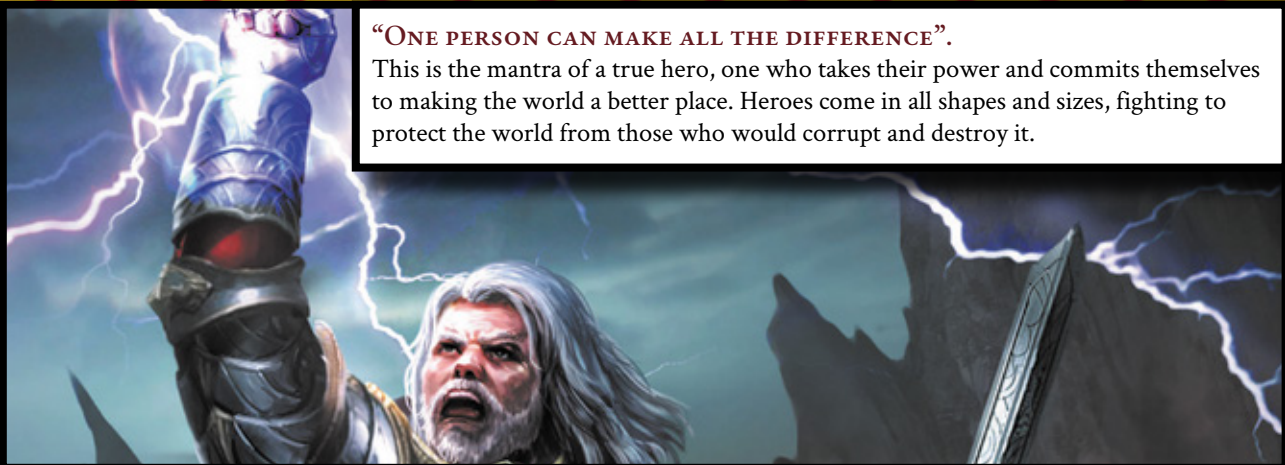 “One person can make all the difference”.
This is the mantra of a true hero, one who takes their power and commits themselves
to making the world a better place. Heroes come in all shapes and sizes, fighting to
protect the world from those who would corrupt and destroy it.